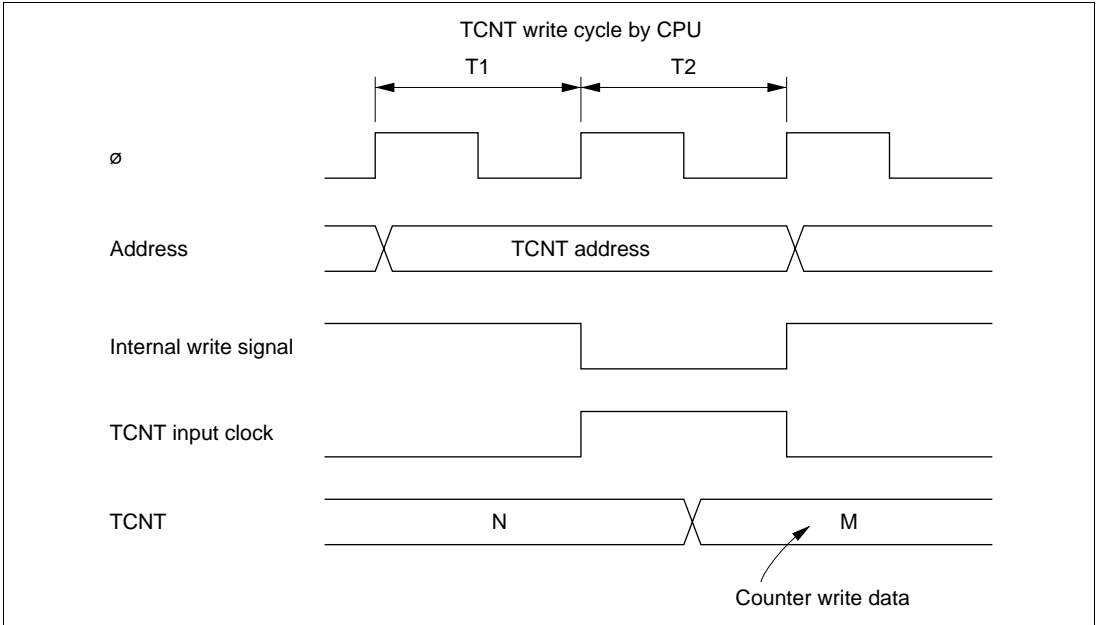 TCNT write cycle by CPU
T1 T2
ø
Address TCNT address
Internal write signal
TCNT input clock
TCNT N M
Counter write data